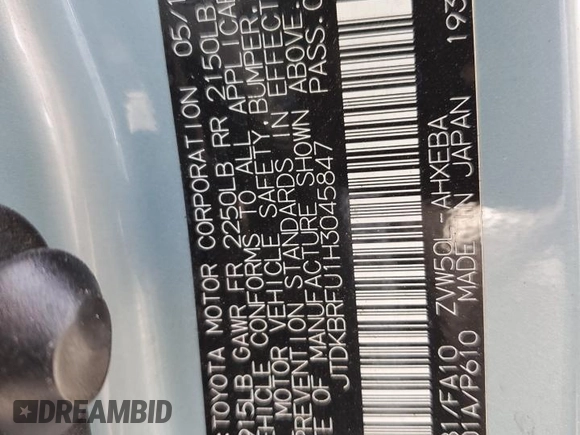 TOYOTA MOTOR CORPORATION 05/1
915LB GAWR FR 2250LB RR 2150LB
VEHICLE CONFORMS TO ALL APPLICAB
MOTOR VEHICLE SAFETY, BUMPER,
PREVENTION STANDARDS IN EFFECT
E OF MANUFACTURE SHOWN ABOVE.
JTDKBRFU1H3045847 PASS.
/FA10 ZVW50L-AHXEBA 193
01A/P610 MADE IN JAPAN
DREAMBID